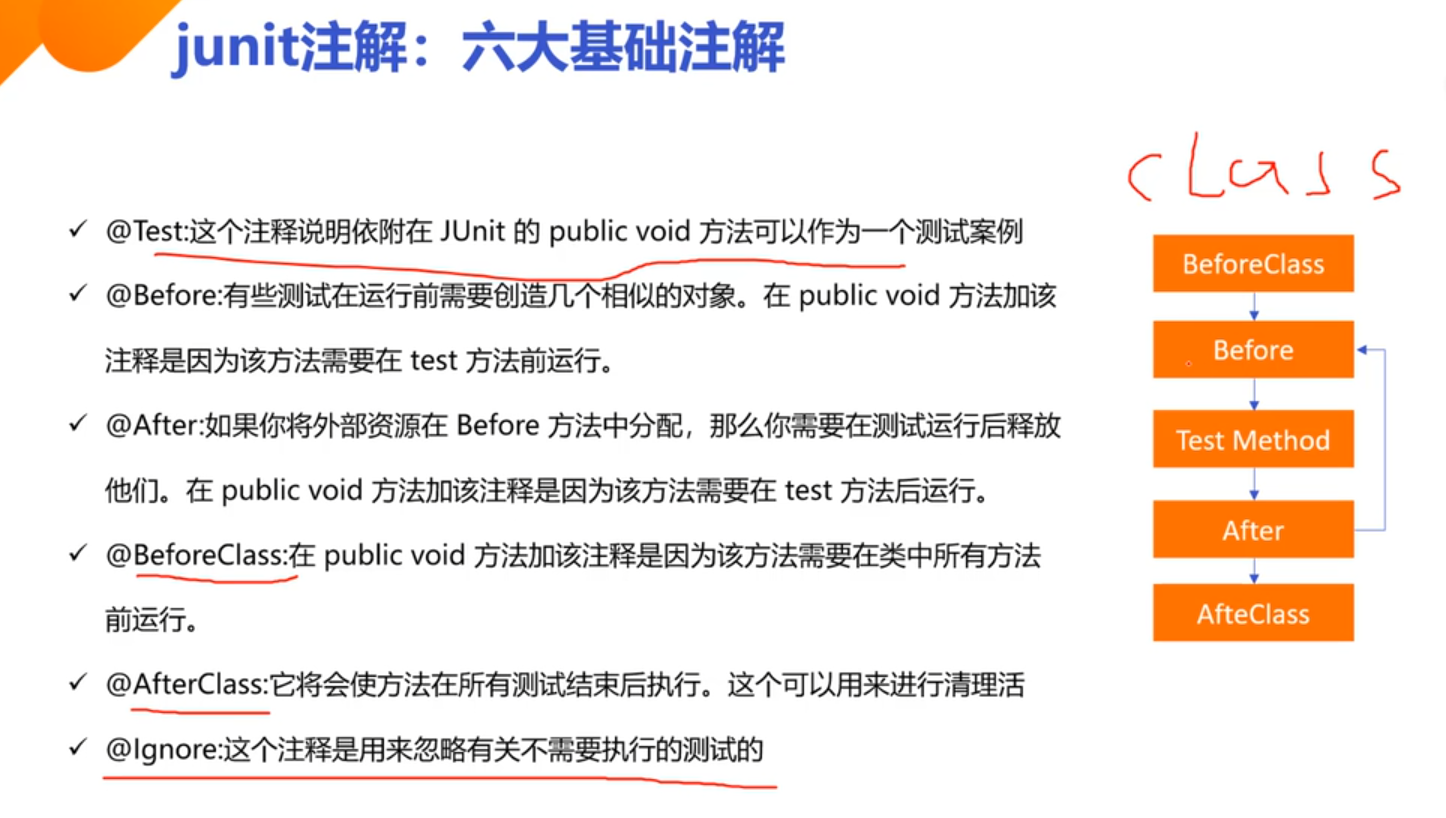 junit注解：六大基础注解
class
✓ @Test:这个注释说明依附在 JUnit 的 public void 方法可以作为一个测试案例
✓ @Before:有些测试在运行前需要创造几个相似的对象。在 public void 方法加该
注释是因为该方法需要在 test 方法前运行。
✓ @After:如果你将外部资源在 Before 方法中分配，那么你需要在测试运行后释放
他们。在 public void 方法加该注释是因为该方法需要在 test 方法后运行。
✓ @BeforeClass:在 public void 方法加该注释是因为该方法需要在类中所有方法
前运行。
✓ @AfterClass:它将会使方法在所有测试结束后执行。这个可以用来进行清理活
✓ @Ignore:这个注释是用来忽略有关不需要执行的测试的
BeforeClass
Before
Test Method
After
AfteClass